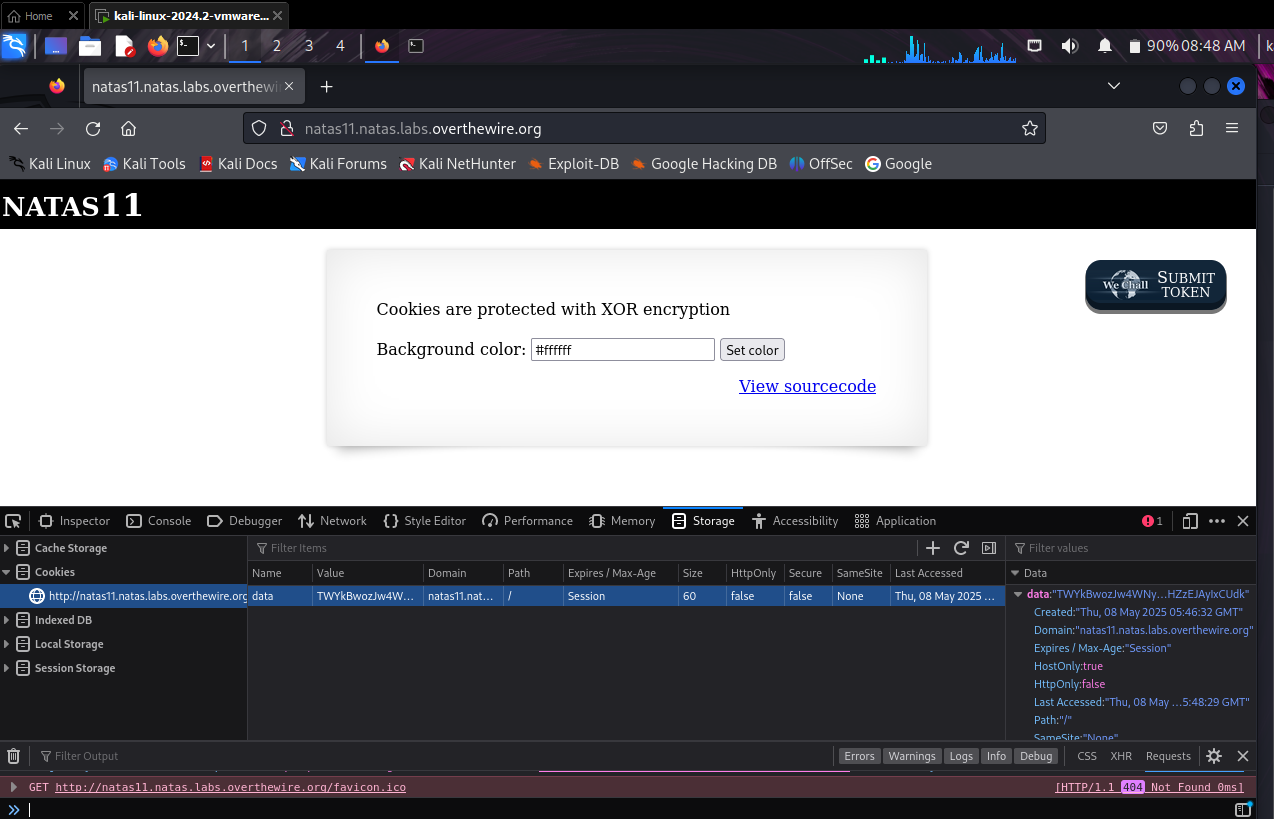 Home
kali-linux-2024.2-vmware...
1 2 3 4
90% 08:48 AM
k
natas11.natas.labs.overthewi
natas11.natas.labs.overthewire.org
Kali Linux Kali Tools Kali Docs Kali Forums Kali NetHunter Exploit-DB Google Hacking DB OffSec Google
NATAS11
We Chall SUBMIT
TOKEN
Cookies are protected with XOR encryption
Background color: #ffffff Set color
View sourcecode
Inspector Console Debugger Network Style Editor Performance Memory Storage Accessibility Application 1
Cache Storage
Cookies
http://natas11.natas.labs.overthewire.org
Indexed DB
Local Storage
Session Storage
Filter Items
Name Value Domain Path Expires / Max-Age Size HttpOnly Secure SameSite Last Accessed
data TWYkBwozJw4W... natas11.nat... / Session 60 false false None Thu, 08 May 2025 ...
Filter values
Data
data:"TWYkBwozJw4WNy...HZzEJAyIxCUdk"
Created:"Thu, 08 May 2025 05:46:32 GMT"
Domain:"natas11.natas.labs.overthewire.org"
Expires / Max-Age:"Session"
HostOnly:true
HttpOnly:false
Last Accessed:"Thu, 08 May ...5:48:29 GMT"
Path:"/"
SameSite:"None"
Filter Output
Errors Warnings Logs Info Debug CSS XHR Requests
GET http://natas11.natas.labs.overthewire.org/favicon.ico [HTTP/1.1 404 Not Found 0ms]